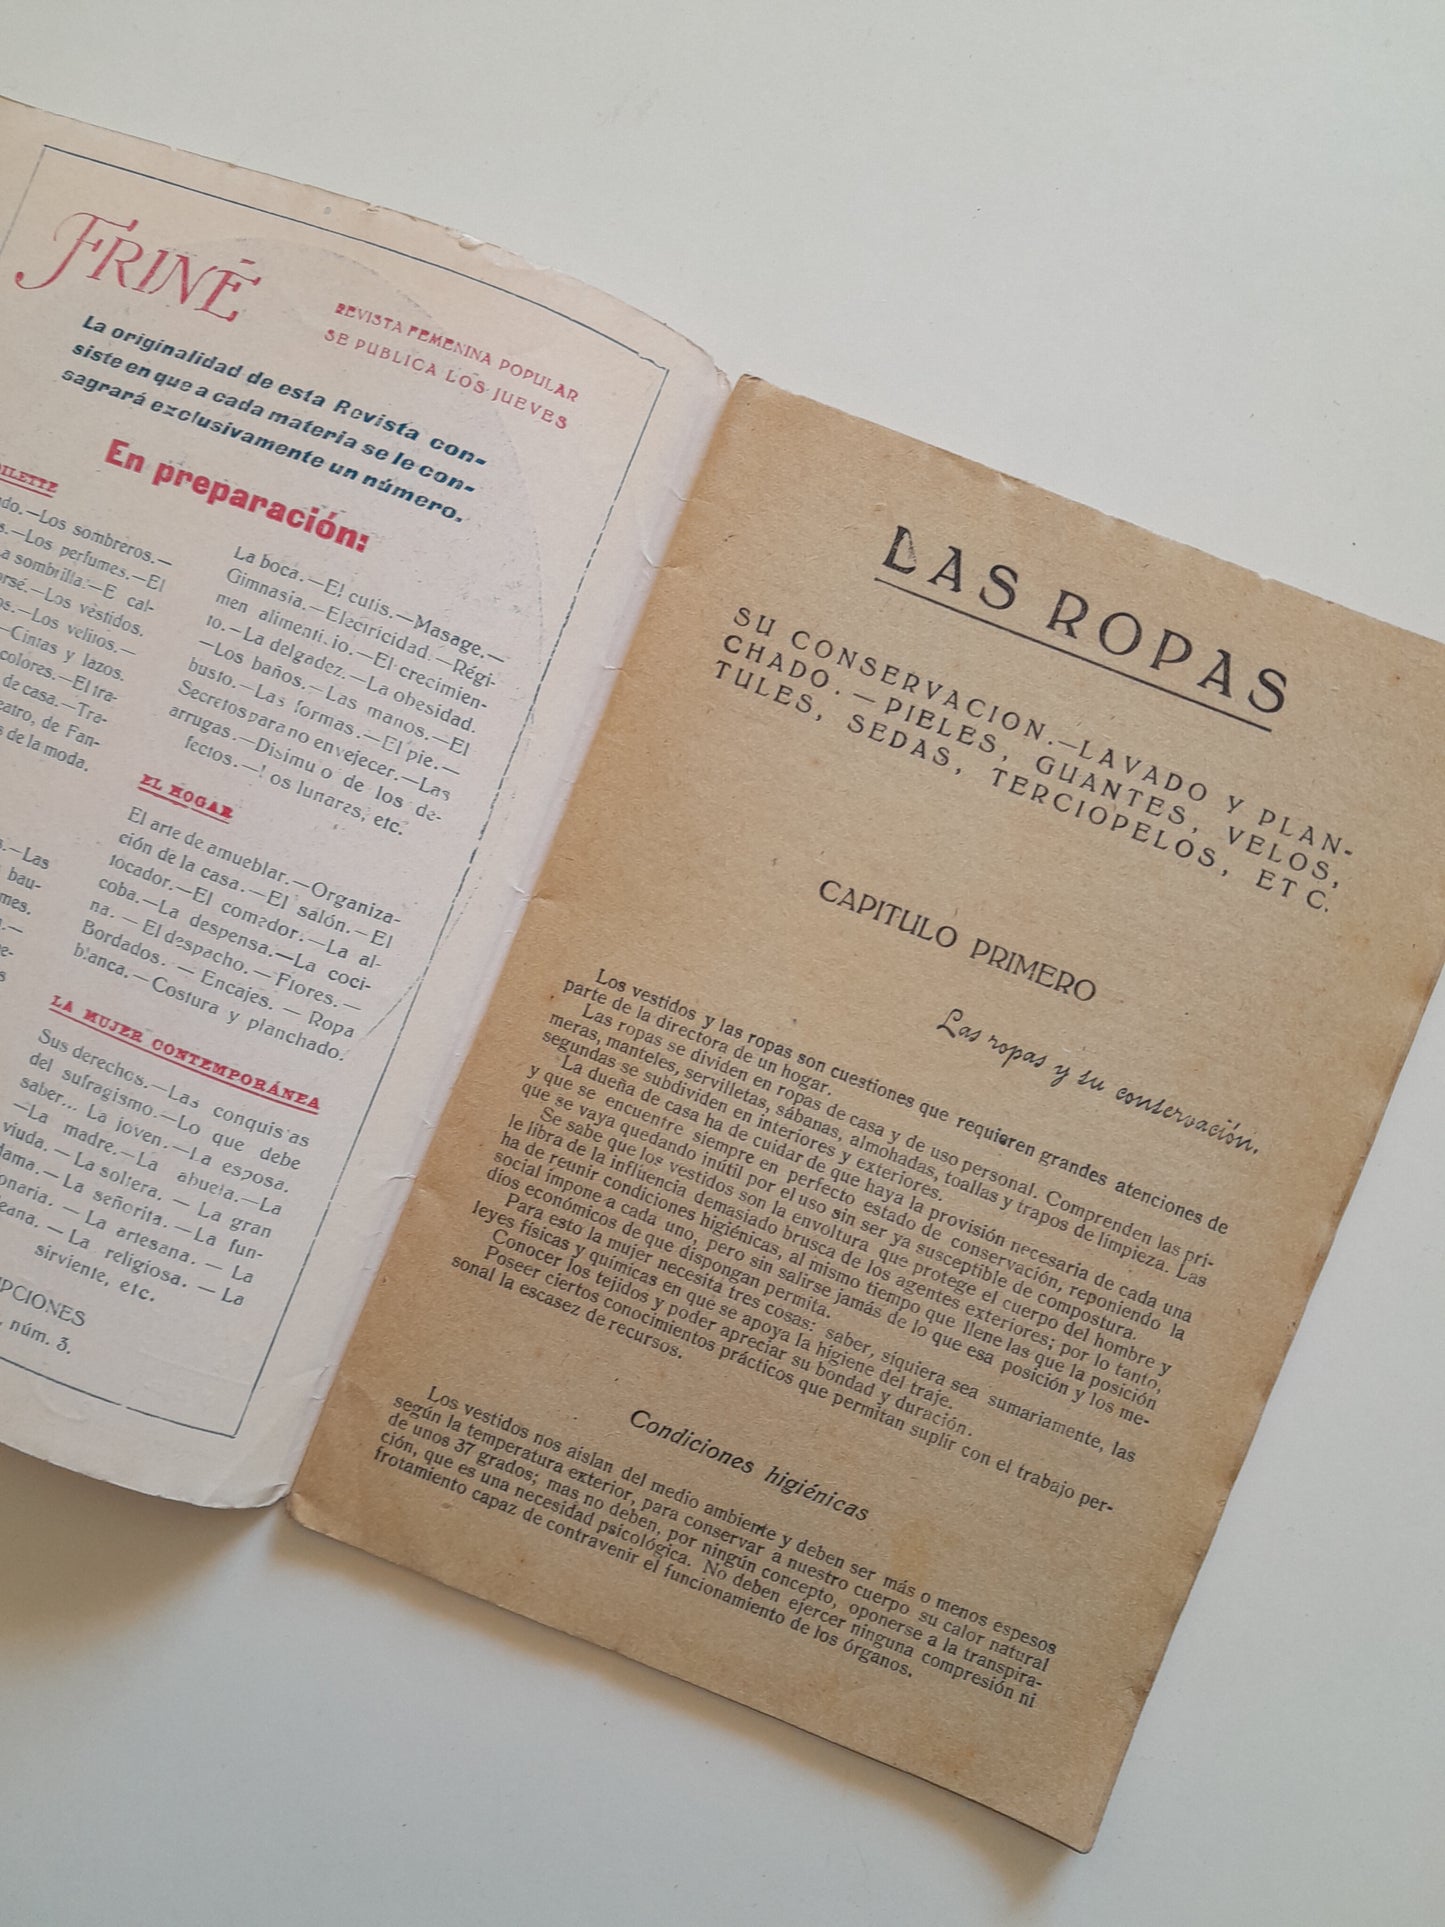 FRINÉ
REVISTA FEMENINA POPULAR
SE PUBLICA LOS JUEVES
La originalidad de esta Revista con-
siste en que a cada materia se le con-
sagrará exclusivamente un número.
En preparación:
ILETTE
do.—Los sombreros.—
s.—Los perfumes.—El
a sombrilla.—E cal-
orsé.—Los vestidos.
os.—Los velitos.—
—Cintas y lazos.
colores.—El tra-
de casa.—Tra-
eatro, de Fan-
s de la moda.
s.—Las
bau-
mes.
La boca.—El cutis.—Masage.—
Gimnasia.—Electricidad.—Régi-
men alimenti.io.—El crecimien-
to.—La delgadez.—La obesidad.
—Los baños.—Las manos.—El
busto.—Las formas.—El pie.—
Secretos para no envejecer.—Las
arrugas.—Disimu o de los de-
fectos.—! os lunares, etc.
EL HOGAR
El arte de amueblar.—Organiza-
ción de la casa.—El salón.—El
tocador.—El comedor.—La al-
coba.—La despensa.—La coci-
na. — El despacho.—Flores.—
Bordados. — Encajes. — Ropa
blanca.—Costura y planchado.
LA MUJER CONTEMPORÁNEA
Sus derechos.—Las conquis as
del sufragismo.—Lo que debe
saber... La joven.—La esposa.
—La madre.—La abuela.—La
viuda. — La soltera. — La gran
dama.—La señorita.—La fun-
onaria. — La artesana. — La
eana. — La religiosa. — La
sirviente, etc.
PCIONES
, núm. 3.
LAS ROPAS
SU CONSERVACION.—LAVADO Y PLAN-
CHADO.—PIELES, GUANTES, VELOS,
TULES, SEDAS, TERCIOPELOS, ETC.
CAPITULO PRIMERO
Las ropas y su conservación.
Los vestidos y las ropas son cuestiones que requieren grandes atenciones de
parte de la directora de un hogar.
Las ropas se dividen en ropas de casa y de uso personal. Comprenden las pri-
meras, manteles, servilletas, sábanas, almohadas, toallas y trapos de limpieza. Las
segundas se subdividen en interiores y exteriores.
La dueña de casa ha de cuidar de que haya la provisión necesaria de cada una
y que se encuentre siempre en perfecto estado de conservación, reponiendo la
que se vaya quedando inútil por el uso sin ser ya susceptible de compostura.
Se sabe que los vestidos son la envoltura que protege el cuerpo del hombre y
le libra de la influencia demasiado brusca de los agentes exteriores; por lo tanto,
ha de reunir condiciones higiénicas, al mismo tiempo que llene las que la posición
social impone a cada uno, pero sin salirse jamás de lo que esa posición y los me-
dios económicos de que dispongan permita.
Para esto la mujer necesita tres cosas: saber, siquiera sea sumariamente, las
leyes físicas y químicas en que se apoya la higiene del traje.
Conocer los tejidos y poder apreciar su bondad y duración.
Poseer ciertos conocimientos prácticos que permitan suplir con el trabajo per-
sonal la escasez de recursos.
Condiciones higiénicas
Los vestidos nos aislan del medio ambiente y deben ser más o menos espesos
según la temperatura exterior, para conservar a nuestro cuerpo su calor natural
de unos 37 grados; mas no deben, por ningún concepto, oponerse a la transpira-
ción, que es una necesidad psicológica. No deben ejercer ninguna compresión ni
frotamiento capaz de contravenir el funcionamiento de los órganos.